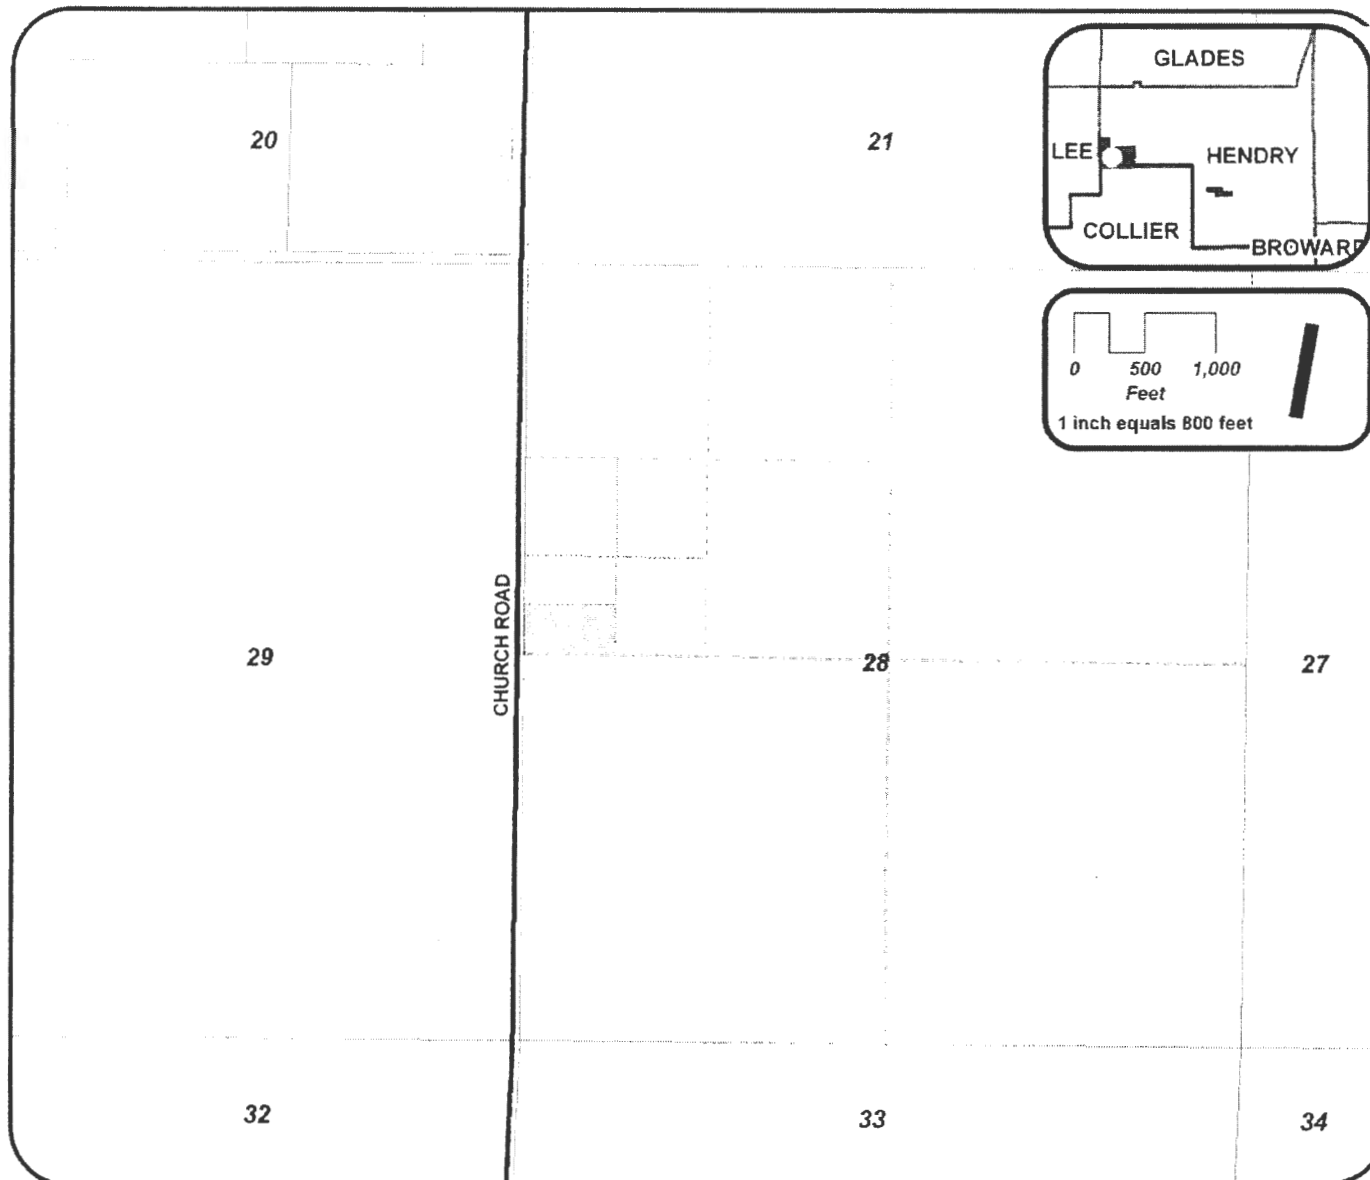 GLADES
20
21
LEE
HENDRY
COLLIER
BROWARD
0 500 1,000
Feet
1 inch equals 800 feet
CHURCH ROAD
29
28
27
32
33
34